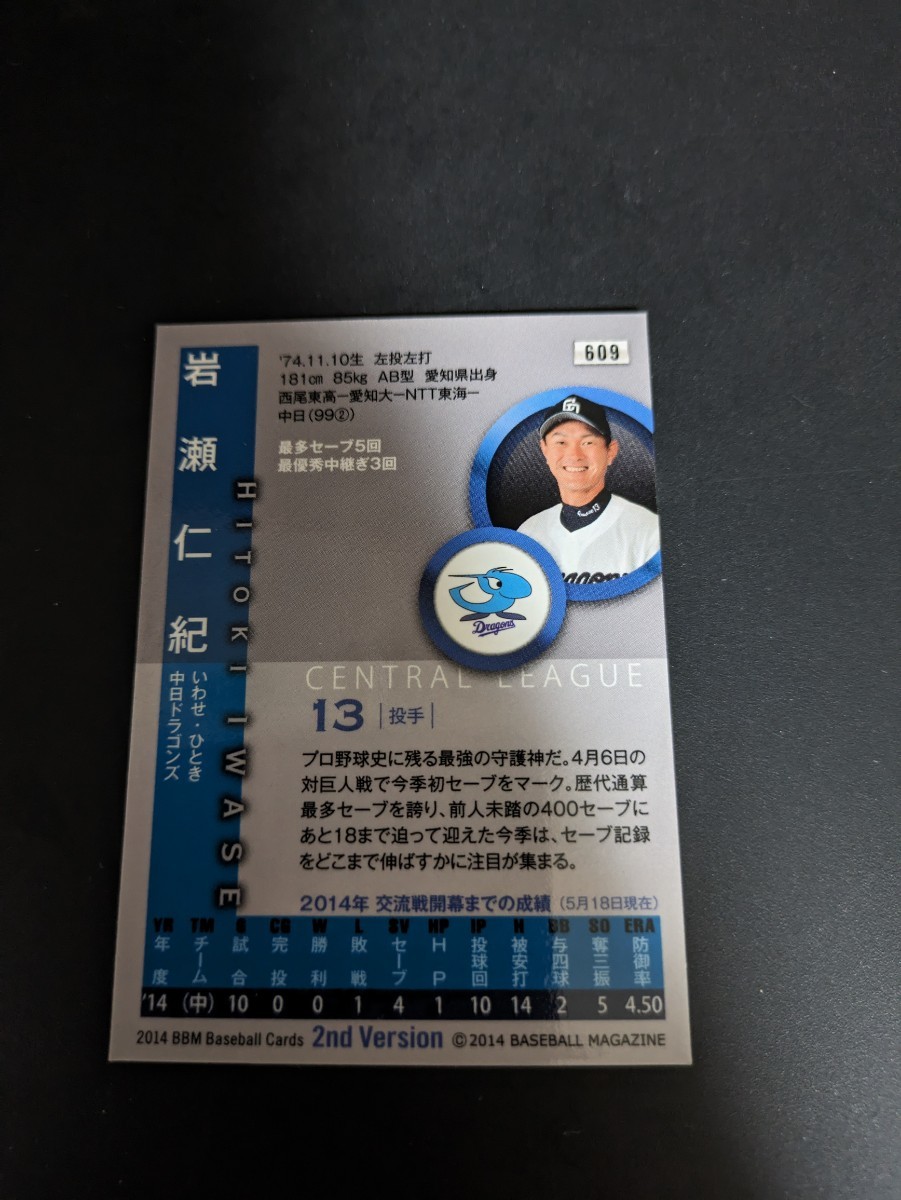 609
岩瀬仁紀
HITOKI IWASE
いわせ・ひとき
中日ドラゴンズ
'74.11.10生 左投左打
181cm 85kg AB型 愛知県出身
西尾東高ー愛知大ーNTT東海ー
中日(99②)
最多セーブ5回
最優秀中継ぎ3回
Dragons
CENTRAL LEAGUE
13 |投手|
プロ野球史に残る最強の守護神だ。4月6日の
対巨人戦で今季初セーブをマーク。歴代通算
最多セーブを誇り、前人未踏の400セーブに
あと18まで迫って迎えた今季は、セーブ記録
をどこまで伸ばすかに注目が集まる。
2014年 交流戦開幕までの成績 (5月18日現在)
YR TM G CG W L SV HP IP H BB SO ERA
年度 チーム 試合 完投 勝利 敗戦 セーブ HP 投球回 被安打 与四球 奪三振 防御率
'14 (中) 10 0 0 1 4 1 10 14 2 5 4.50
2014 BBM Baseball Cards 2nd Version ©2014 BASEBALL MAGAZINE